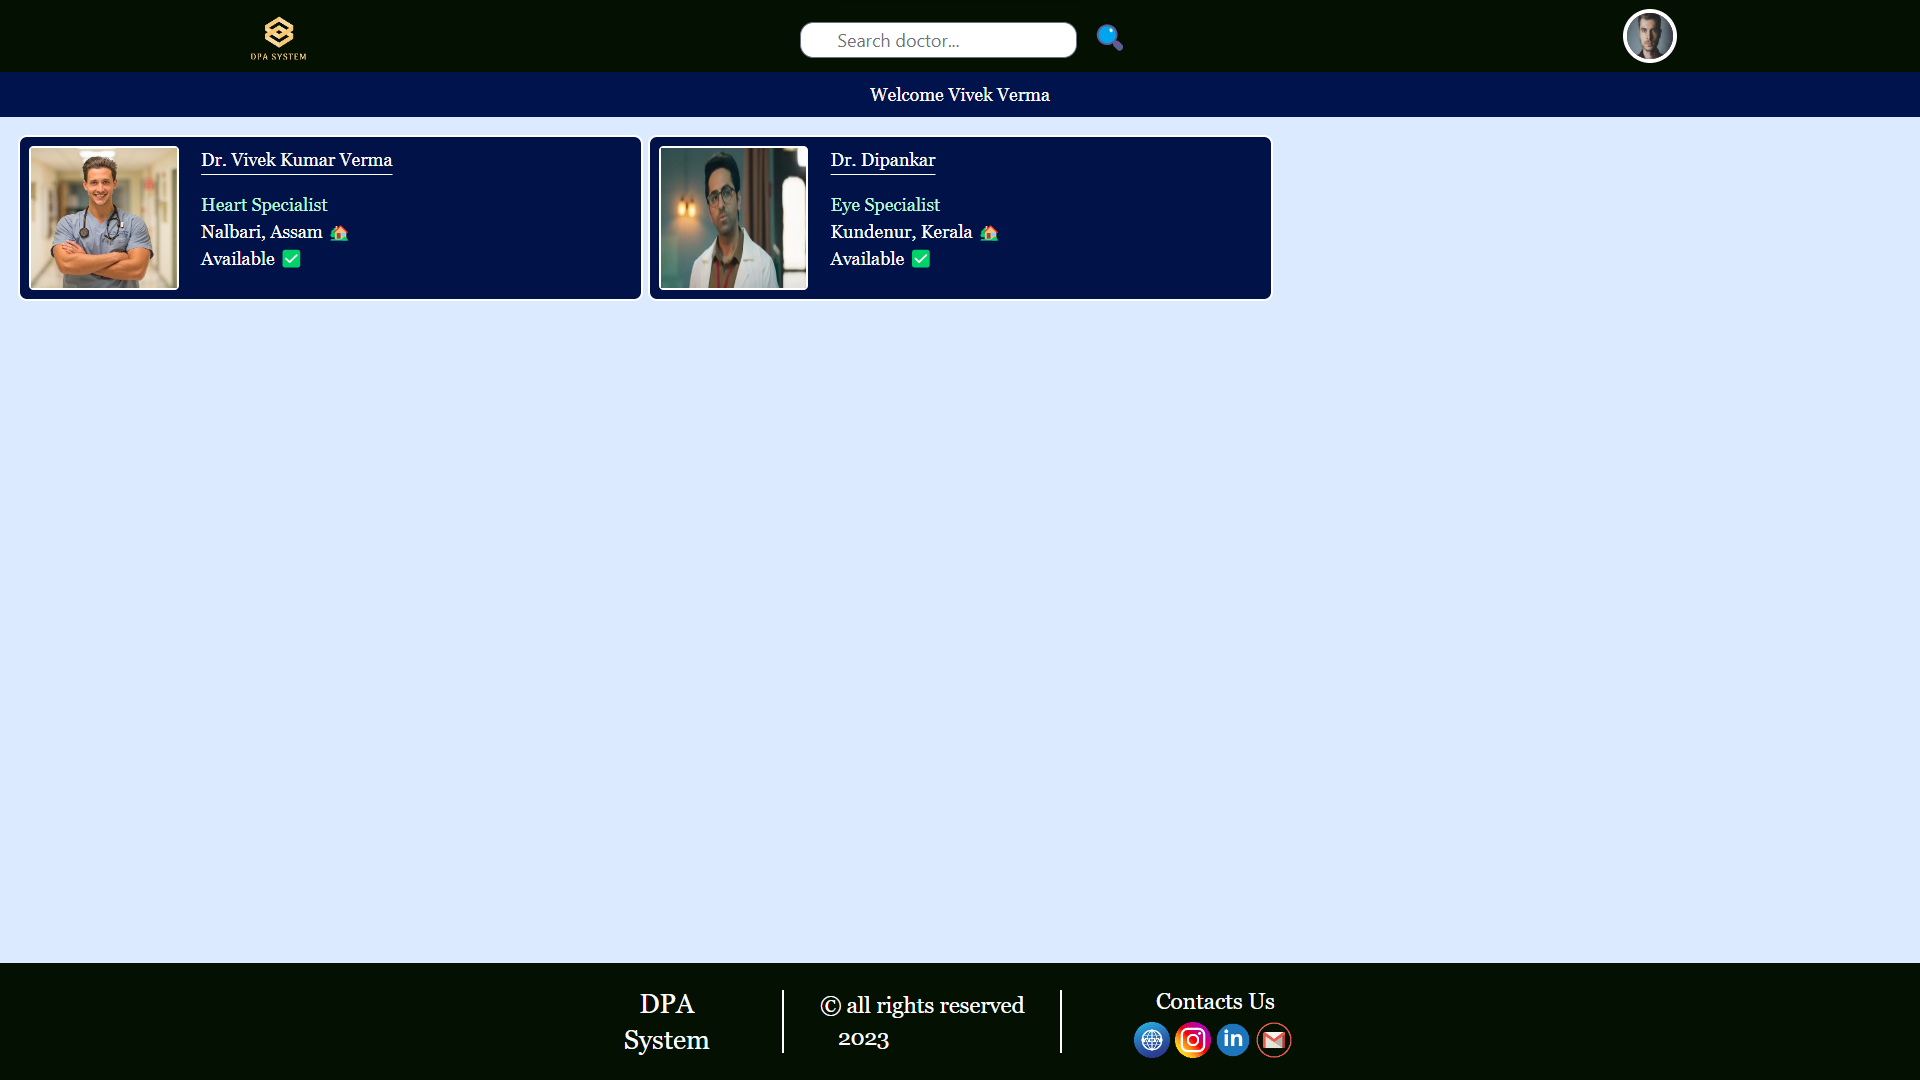 DPA SYSTEM
Search doctor...
Welcome Vivek Verma
Dr. Vivek Kumar Verma
Heart Specialist
Nalbari, Assam
Available
Dr. Dipankar
Eye Specialist
Kundenur, Kerala
Available
DPA
System
© all rights reserved
2023
Contacts Us
in